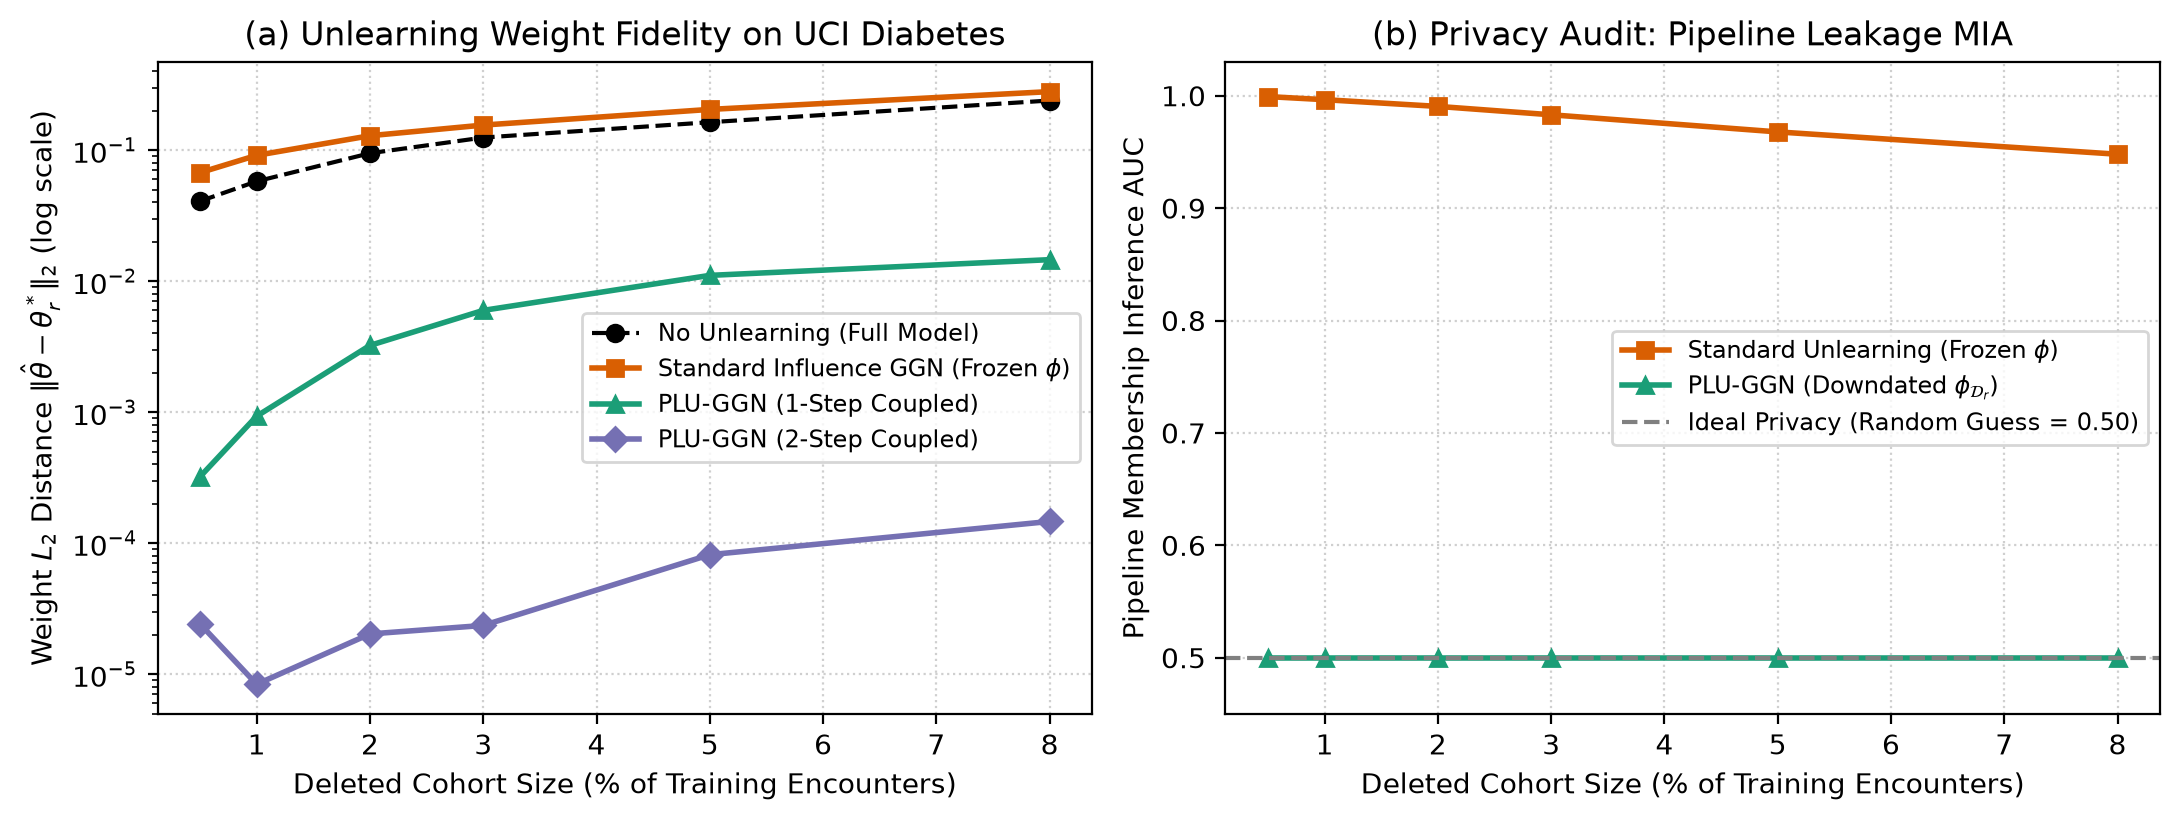 (a) Unlearning Weight Fidelity on UCI Diabetes
Weight L₂ Distance ‖θ̂ − θᵣ*‖₂ (log scale)
10⁻¹
10⁻²
10⁻³
10⁻⁴
10⁻⁵
No Unlearning (Full Model)
Standard Influence GGN (Frozen ϕ)
PLU-GGN (1-Step Coupled)
PLU-GGN (2-Step Coupled)
1 2 3 4 5 6 7 8
Deleted Cohort Size (% of Training Encounters)
(b) Privacy Audit: Pipeline Leakage MIA
Pipeline Membership Inference AUC
1.0
0.9
0.8
0.7
0.6
0.5
Standard Unlearning (Frozen ϕ)
PLU-GGN (Downdated ϕ_𝒟ᵣ)
Ideal Privacy (Random Guess = 0.50)
1 2 3 4 5 6 7 8
Deleted Cohort Size (% of Training Encounters)